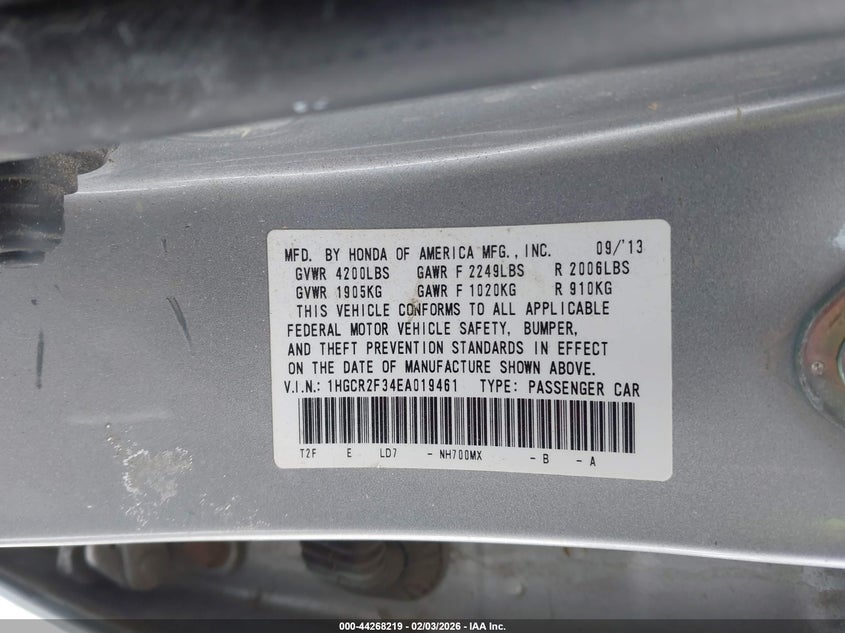 MFD. BY HONDA OF AMERICA MFG., INC. 09/'13
GVWR 4200LBS GAWR F 2249LBS R 2006LBS
GVWR 1905KG GAWR F 1020KG R 910KG
THIS VEHICLE CONFORMS TO ALL APPLICABLE
FEDERAL MOTOR VEHICLE SAFETY, BUMPER,
AND THEFT PREVENTION STANDARDS IN EFFECT
ON THE DATE OF MANUFACTURE SHOWN ABOVE.
V.I.N.: 1HGCR2F34EA019461 TYPE: PASSENGER CAR
T2F E LD7 - NH700MX - B - A
000-44268219 - 02/03/2026 - IAA Inc.